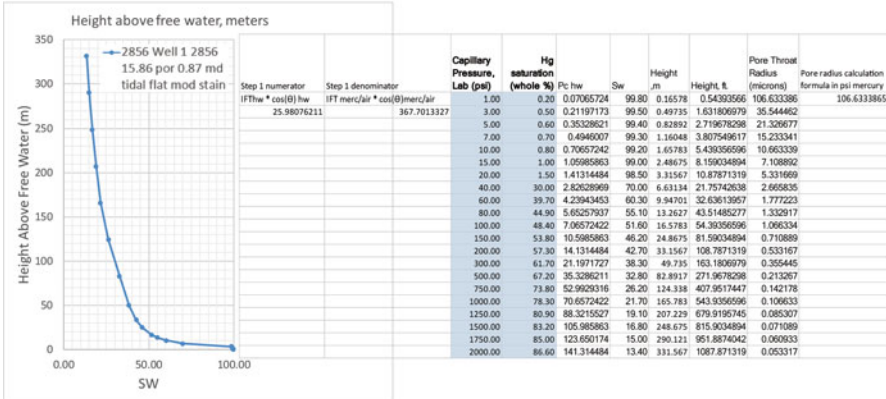 Height above free water, meters
2856 Well 1 2856
15.86 por 0.87 md
tidal flat mod stain
Height Above Free Water (m)
350
300
250
200
150
100
50
0
0.00 50.00 100.00
SW
Step 1 numerator Step 1 denominator Capillary Pressure, Lab (psi) Hg saturation (whole %) Pc hw Sw Height ,m Height, ft. Pore Throat Radius (microns) Pore radius calculation formula in psi mercury
IFThw * cos(θ) hw IFT merc/air * cos(θ)merc/air 1.00 0.20 0.07065724 99.80 0.16578 0.54393566 106.633386 106.6333865
25.98076211 367.7013327 3.00 0.50 0.21197173 99.50 0.49735 1.631806979 35.544462
5.00 0.60 0.35328621 99.40 0.82892 2.719678298 21.326677
7.00 0.70 0.4946007 99.30 1.16048 3.807549617 15.233341
10.00 0.80 0.70657242 99.20 1.65783 5.439356596 10.663339
15.00 1.00 1.05985863 99.00 2.48675 8.159034894 7.108892
20.00 1.50 1.41314484 98.50 3.31567 10.87871319 5.331669
40.00 30.00 2.82628969 70.00 6.63134 21.75742638 2.665835
60.00 39.70 4.23943453 60.30 9.94701 32.63613957 1.777223
80.00 44.90 5.65257937 55.10 13.2627 43.51485277 1.332917
100.00 48.40 7.06572422 51.60 16.5783 54.39356596 1.066334
150.00 53.80 10.5985863 46.20 24.8675 81.59034894 0.710889
200.00 57.30 14.1314484 42.70 33.1567 108.7871319 0.533167
300.00 61.70 21.1971727 38.30 49.735 163.1806979 0.355445
500.00 67.20 35.3286211 32.80 82.8917 271.9678298 0.213267
750.00 73.80 52.9929316 26.20 124.338 407.9517447 0.142178
1000.00 78.30 70.6572422 21.70 165.783 543.9356596 0.106633
1250.00 80.90 88.3215527 19.10 207.229 679.9195745 0.085307
1500.00 83.20 105.985863 16.80 248.675 815.9034894 0.071089
1750.00 85.00 123.650174 15.00 290.121 951.8874042 0.060933
2000.00 86.60 141.314484 13.40 331.567 1087.871319 0.053317